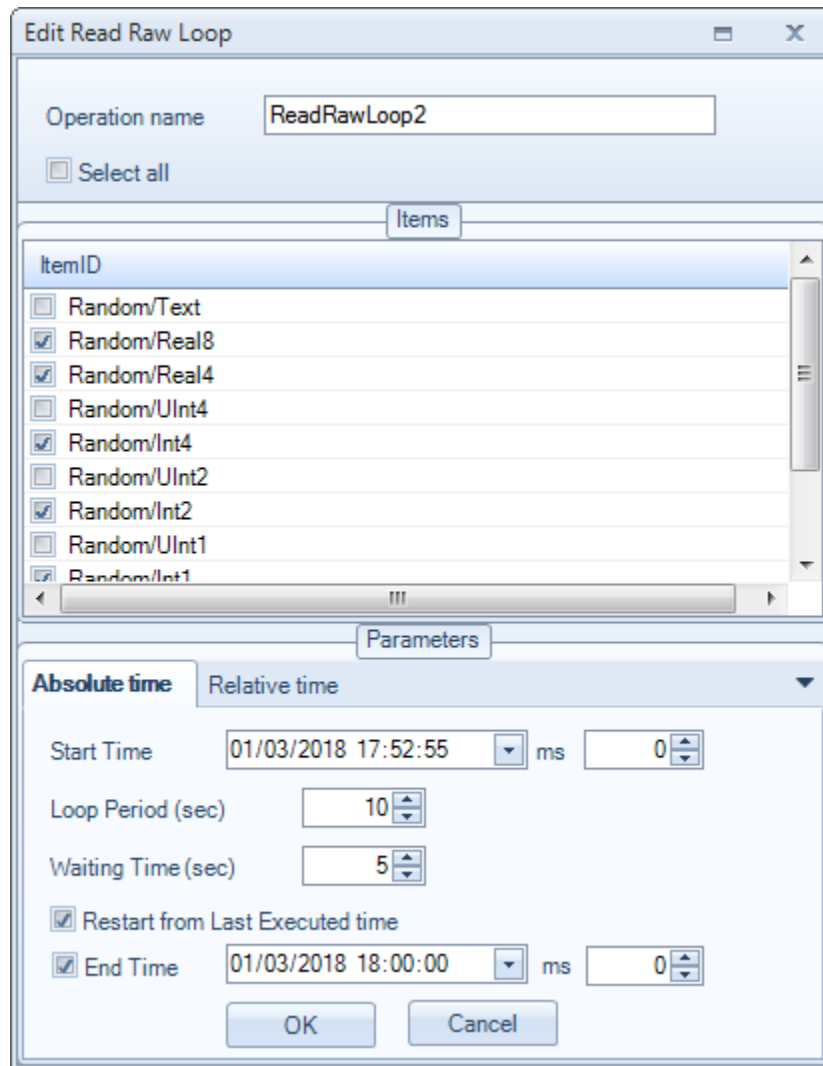 Edit Read Raw Loop
Operation name ReadRawLoop2
Select all
Items
ItemID
Random/Text
Random/Real8
Random/Real4
Random/UInt4
Random/Int4
Random/UInt2
Random/Int2
Random/UInt1
Random/Int1
Parameters
Absolute time Relative time
Start Time 01/03/2018 17:52:55 ms 0
Loop Period (sec) 10
Waiting Time (sec) 5
Restart from Last Executed time
End Time 01/03/2018 18:00:00 ms 0
OK Cancel